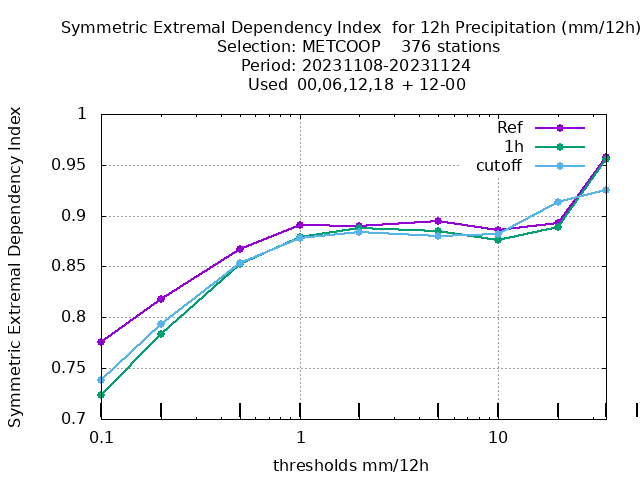 Symmetric Extremal Dependency Index  for 12h Precipitation (mm/12h)
Selection: METCOOP    376 stations
Period: 20231108-20231124
Used 00,06,12,18 + 12-00
Symmetric Extremal Dependency Index
1
0.95
0.9
0.85
0.8
0.75
0.7
Ref
1h
cutoff
0.1
1
10
thresholds mm/12h